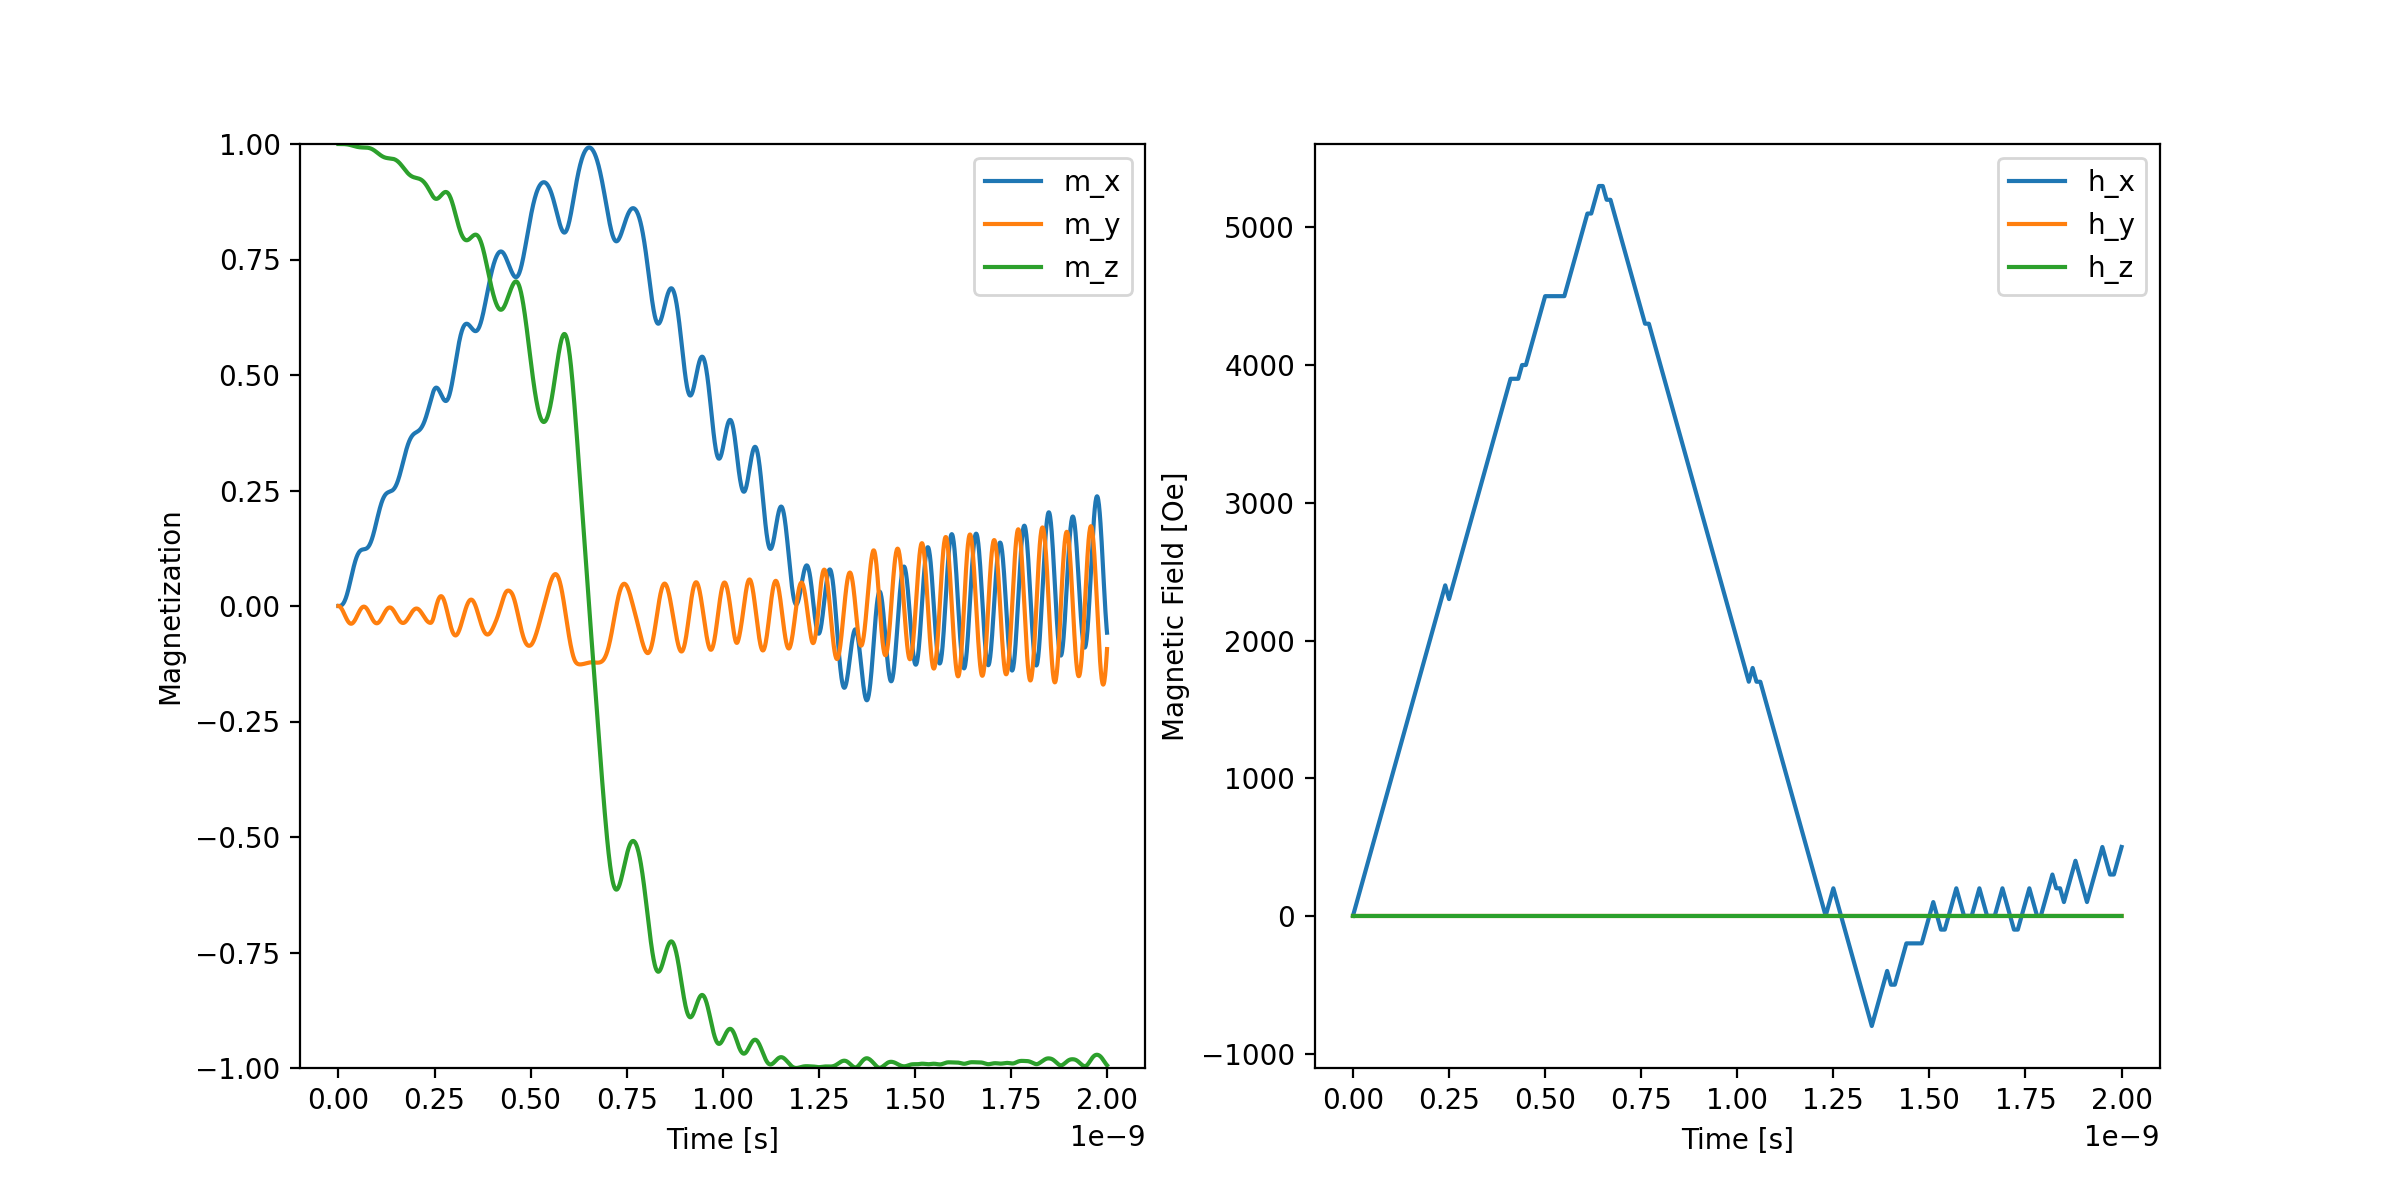 1.00
0.75
0.50
0.25
0.00
−0.25
−0.50
−0.75
−1.00
Magnetization
m_x
m_y
m_z
0.00 0.25 0.50 0.75 1.00 1.25 1.50 1.75 2.00
Time [s]
1e−9
5000
4000
3000
2000
1000
0
−1000
Magnetic Field [Oe]
h_x
h_y
h_z
0.00 0.25 0.50 0.75 1.00 1.25 1.50 1.75 2.00
Time [s]
1e−9